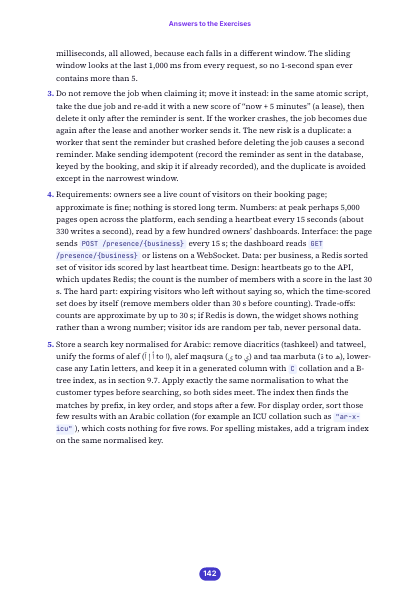 Answers to the Exercises
milliseconds, all allowed, because each falls in a different window. The sliding
window looks at the last 1,000 ms from every request, so no 1-second span ever
contains more than 5.
3. Do not remove the job when claiming it; move it instead: in the same atomic script,
take the due job and re-add it with a new score of “now + 5 minutes” (a lease), then
delete it only after the reminder is sent. If the worker crashes, the job becomes due
again after the lease and another worker sends it. The new risk is a duplicate: a
worker that sent the reminder but crashed before deleting the job causes a second
reminder. Make sending idempotent (record the reminder as sent in the database,
keyed by the booking, and skip it if already recorded), and the duplicate is avoided
except in the narrowest window.
4. Requirements: owners see a live count of visitors on their booking page;
approximate is fine; nothing is stored long term. Numbers: at peak perhaps 5,000
pages open across the platform, each sending a heartbeat every 15 seconds (about
330 writes a second), read by a few hundred owners’ dashboards. Interface: the page
sends POST /presence/{business} every 15 s; the dashboard reads GET
/presence/{business} or listens on a WebSocket. Data: per business, a Redis sorted
set of visitor ids scored by last heartbeat time. Design: heartbeats go to the API,
which updates Redis; the count is the number of members with a score in the last 30
s. The hard part: expiring visitors who left without saying so, which the time-scored
set does by itself (remove members older than 30 s before counting). Trade-offs:
counts are approximate by up to 30 s; if Redis is down, the widget shows nothing
rather than a wrong number; visitor ids are random per tab, never personal data.
5. Store a search key normalised for Arabic: remove diacritics (tashkeel) and tatweel,
unify the forms of alef (أ إ آ to ا), alef maqsura (ى to ي) and taa marbuta (ة to ه), lower-
case any Latin letters, and keep it in a generated column with C collation and a B-
tree index, as in section 9.7. Apply exactly the same normalisation to what the
customer types before searching, so both sides meet. The index then finds the
matches by prefix, in key order, and stops after a few. For display order, sort those
few results with an Arabic collation (for example an ICU collation such as "ar-x-
icu" ), which costs nothing for five rows. For spelling mistakes, add a trigram index
on the same normalised key.
142